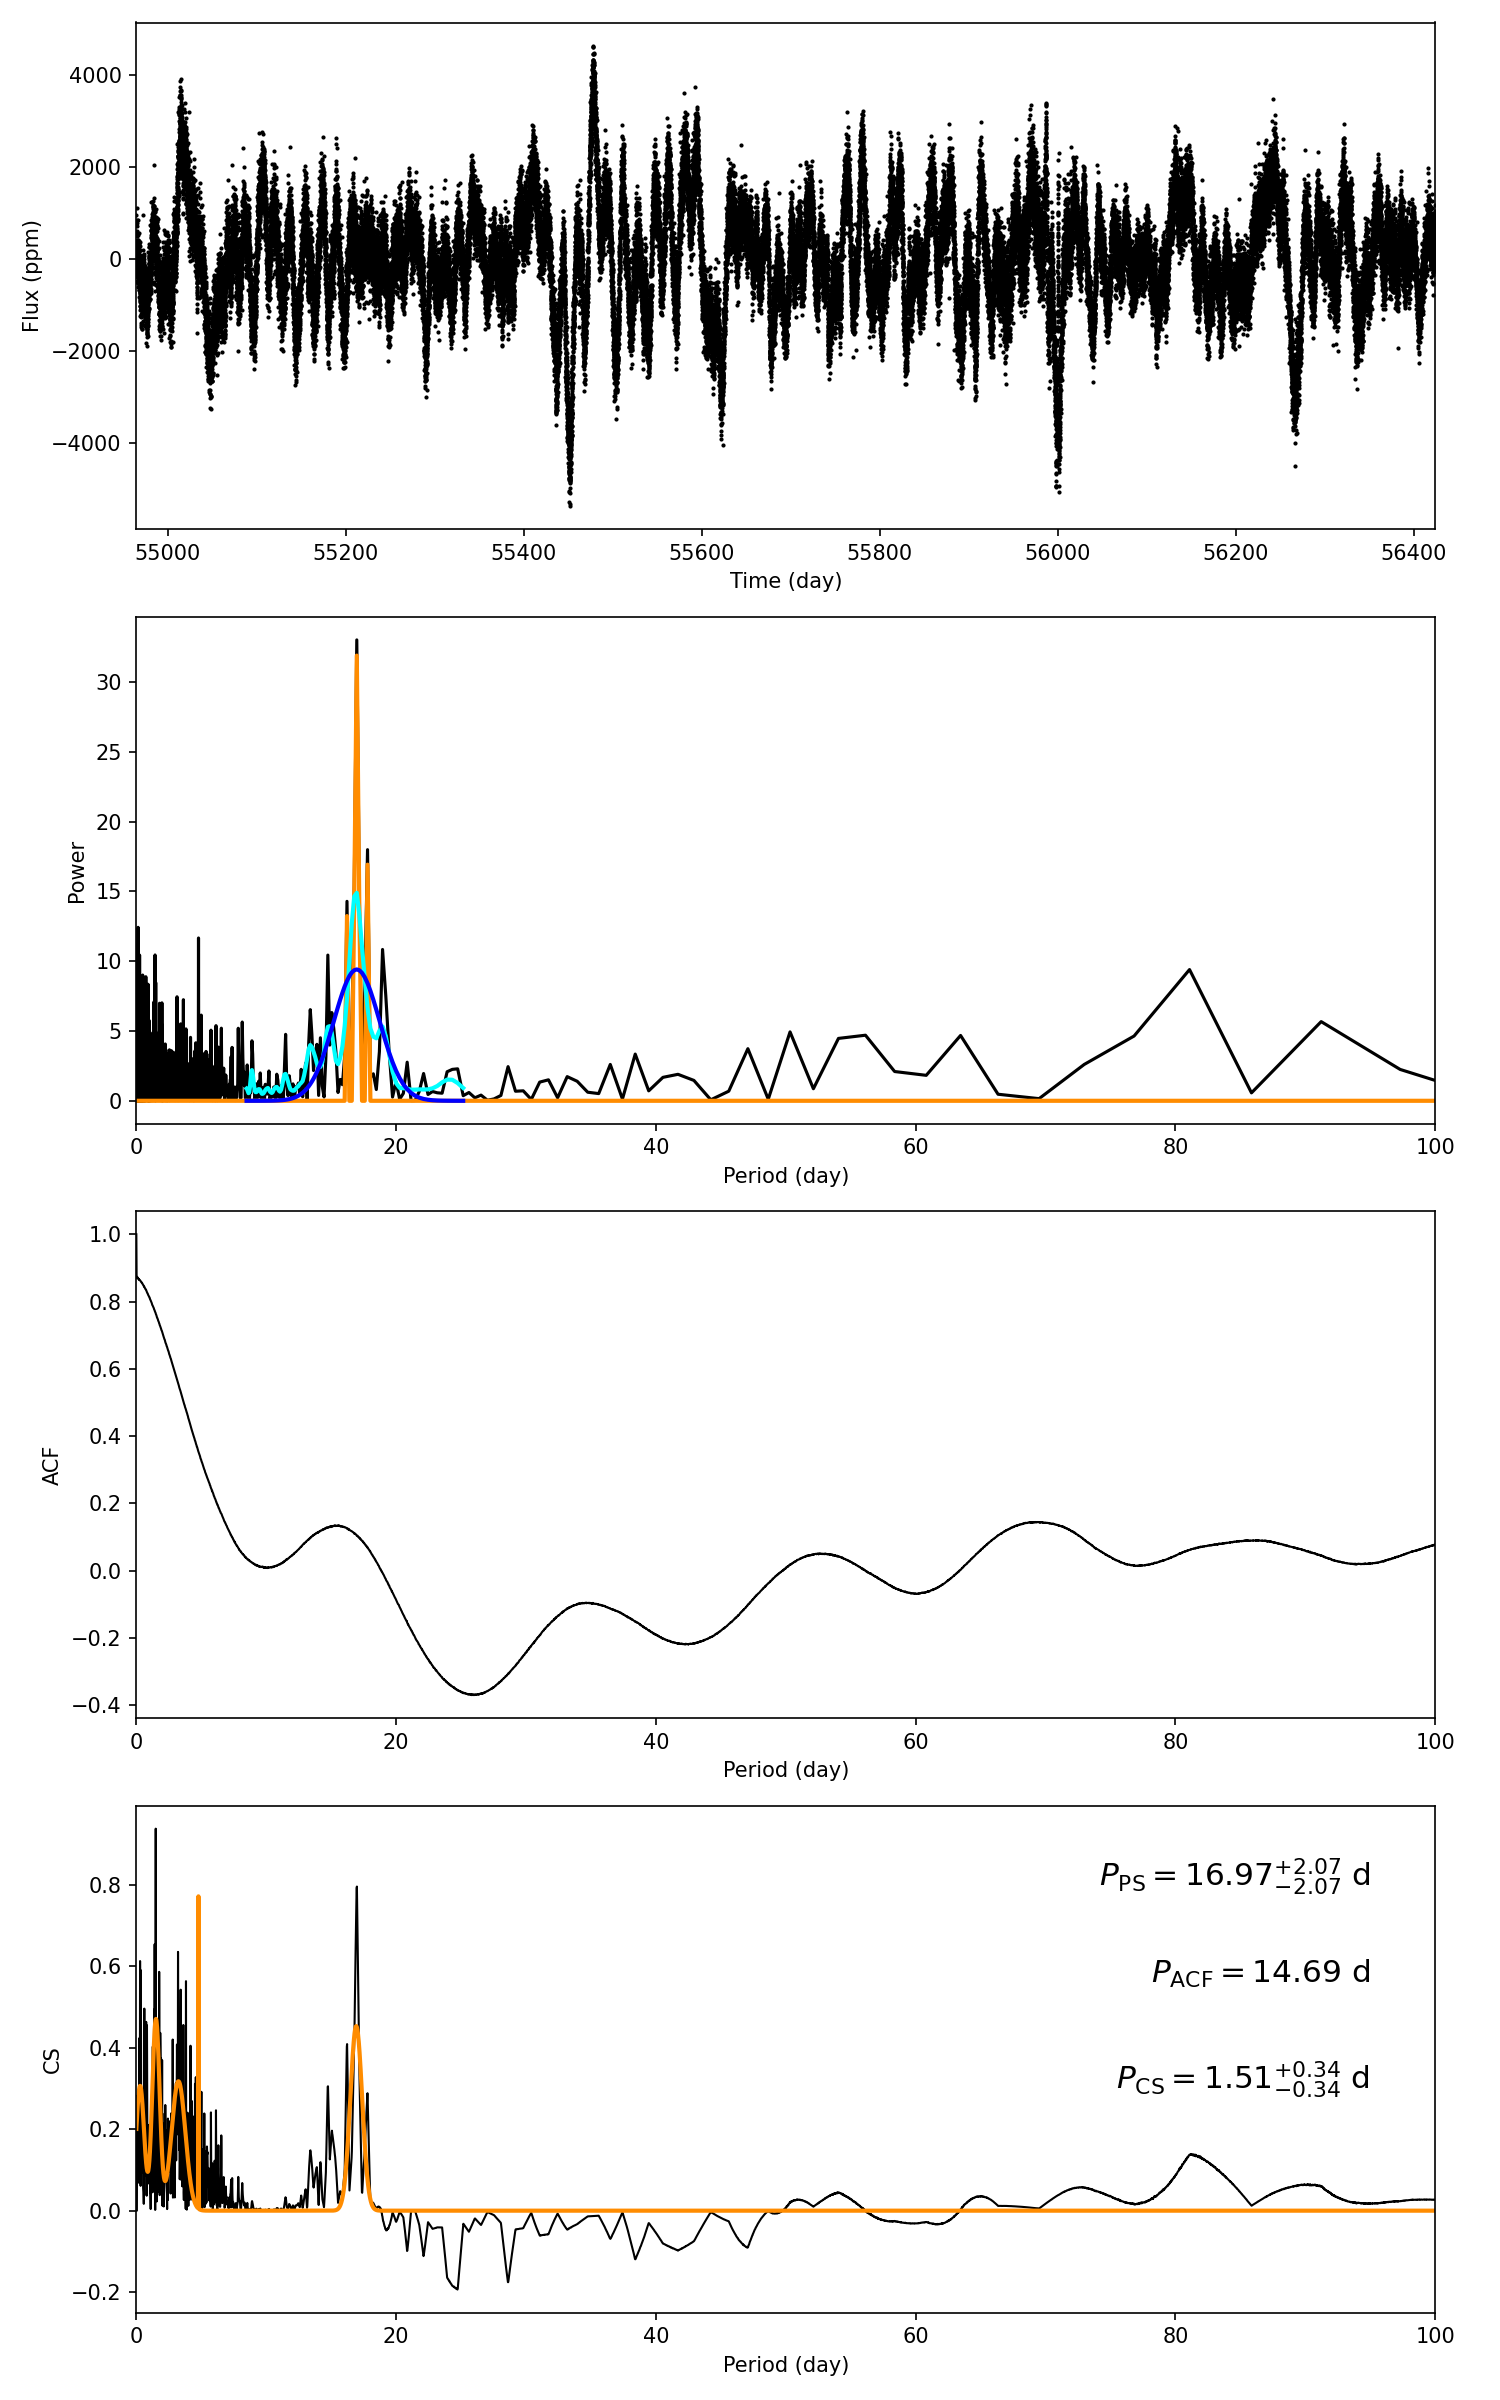 4000
2000
0
−2000
−4000
Flux (ppm)
55000 55200 55400 55600 55800 56000 56200 56400
Time (day)
30
25
20
15
10
5
0
Power
0 20 40 60 80 100
Period (day)
1.0
0.8
0.6
0.4
0.2
0.0
−0.2
−0.4
ACF
0 20 40 60 80 100
Period (day)
0.8
0.6
0.4
0.2
0.0
−0.2
CS
P_PS = 16.97 +2.07 −2.07 d
P_ACF = 14.69 d
P_CS = 1.51 +0.34 −0.34 d
0 20 40 60 80 100
Period (day)